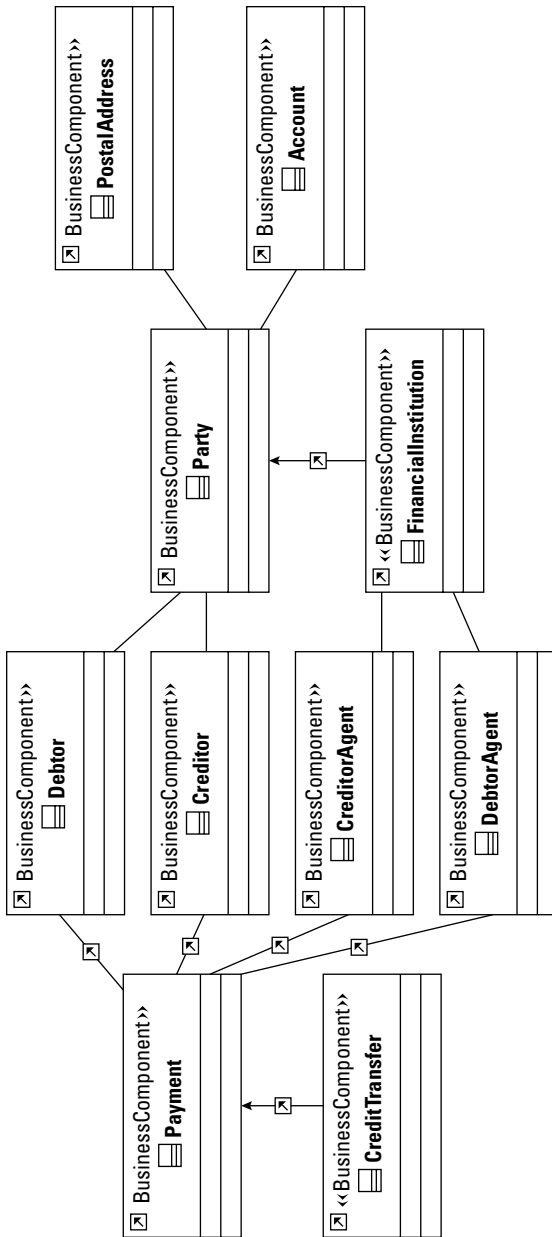 BusinessComponent››
Payment
‹‹BusinessComponent››
CreditTransfer
BusinessComponent››
Debtor
BusinessComponent››
Creditor
BusinessComponent››
CreditorAgent
BusinessComponent››
DebtorAgent
BusinessComponent››
Party
‹‹BusinessComponent››
FinancialInstitution
BusinessComponent››
PostalAddress
BusinessComponent››
Account